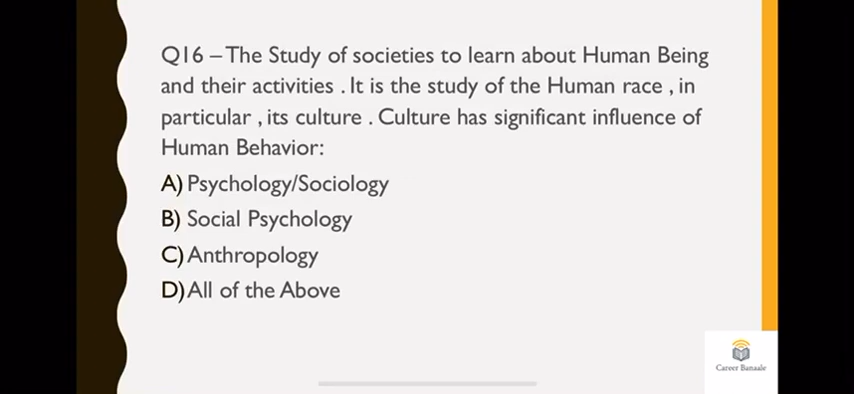 Q16 – The Study of societies to learn about Human Being
and their activities . It is the study of the Human race , in
particular , its culture . Culture has significant influence of
Human Behavior:
A) Psychology/Sociology
B) Social Psychology
C) Anthropology
D) All of the Above
Career Banaale